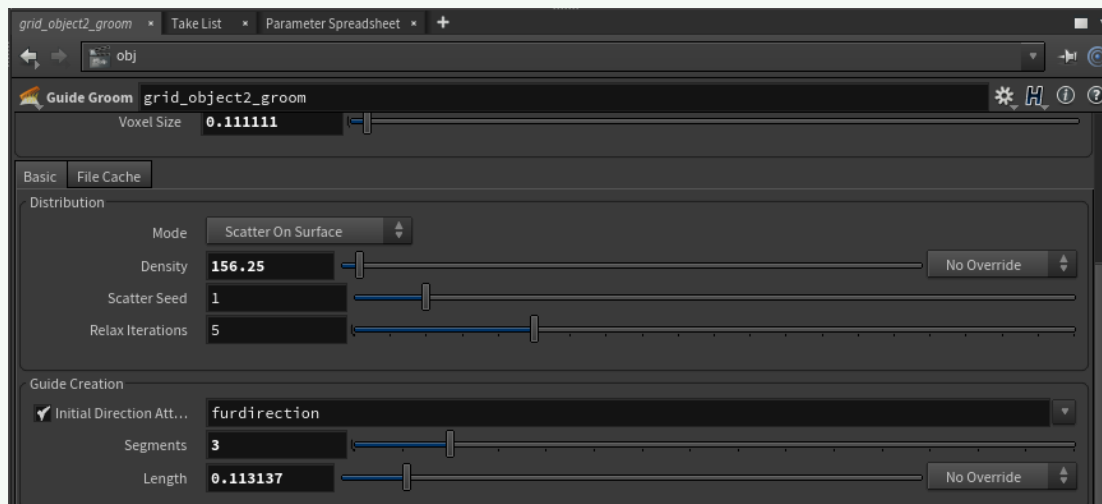 grid_object2_groom × Take List × Parameter Spreadsheet × +
obj
Guide Groom grid_object2_groom
Voxel Size 0.111111
Basic File Cache
Distribution
Mode Scatter On Surface
Density 156.25 No Override
Scatter Seed 1
Relax Iterations 5
Guide Creation
Initial Direction Att... furdirection
Segments 3
Length 0.113137 No Override